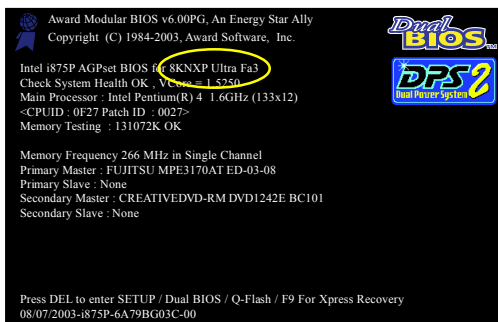 Award Modular BIOS v6.00PG, An Energy Star Ally
Copyright (C) 1984-2003, Award Software, Inc.
Dual
BIOS
TM
Intel i875P AGPset BIOS for 8KNXP Ultra Fa3
Check System Health OK , VCore = 1.5250
Main Processor : Intel Pentium(R) 4 1.6GHz (133x12)
<CPUID : 0F27 Patch ID : 0027>
Memory Testing : 131072K OK
DPS2
Dual Power System
Memory Frequency 266 MHz in Single Channel
Primary Master : FUJITSU MPE3170AT ED-03-08
Primary Slave : None
Secondary Master : CREATIVEDVD-RM DVD1242E BC101
Secondary Slave : None
Press DEL to enter SETUP / Dual BIOS / Q-Flash / F9 For Xpress Recovery
08/07/2003-i875P-6A79BG03C-00